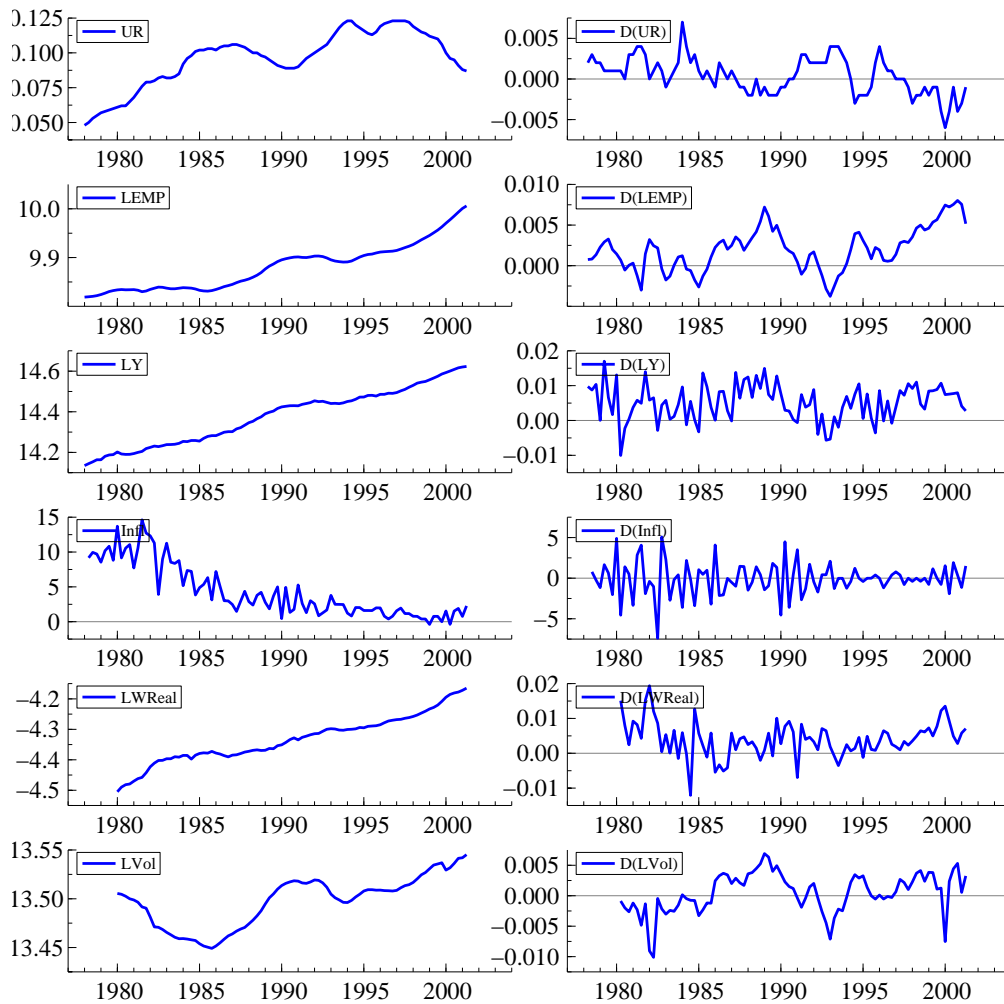 0.125 UR 0.005 D(UR)
0.100 0.000
0.075
0.050 −0.005
1980 1985 1990 1995 2000 1980 1985 1990 1995 2000
LEMP 0.010 D(LEMP)
10.0 0.005
9.9 0.000
1980 1985 1990 1995 2000 1980 1985 1990 1995 2000
LY 0.02 D(LY)
14.6 0.01
14.4 0.00
14.2 −0.01
1980 1985 1990 1995 2000 1980 1985 1990 1995 2000
15 Infl D(Infl)
10 5
5 0
0 −5
1980 1985 1990 1995 2000 1980 1985 1990 1995 2000
−4.2 LWReal 0.02 D(LWReal)
−4.3 0.01
−4.4 0.00
−4.5 −0.01
1980 1985 1990 1995 2000 1980 1985 1990 1995 2000
13.55 LVol 0.005 D(LVol)
13.50 0.000
−0.005
13.45 −0.010
1980 1985 1990 1995 2000 1980 1985 1990 1995 2000